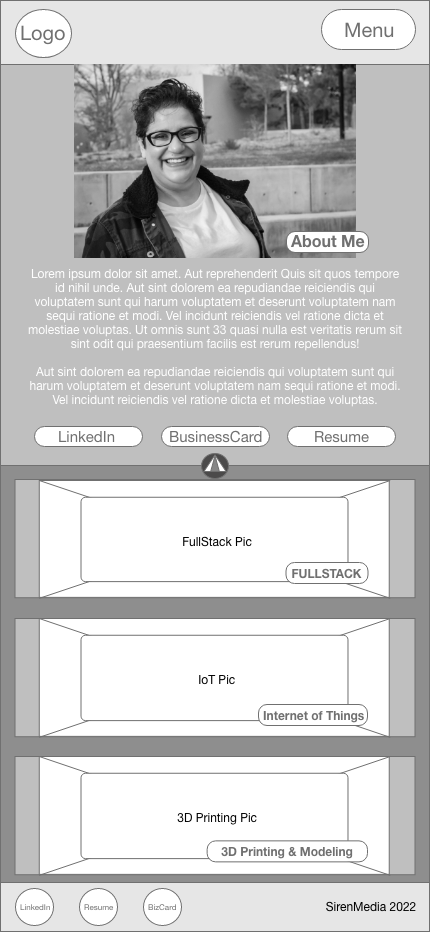 Logo
Menu
About Me
Lorem ipsum dolor sit amet. Aut reprehenderit Quis sit quos tempore
id nihil unde. Aut sint dolorem ea repudiandae reiciendis qui
voluptatem sunt qui harum voluptatem et deserunt voluptatem nam
sequi ratione et modi. Vel incidunt reiciendis vel ratione dicta et
molestiae voluptas. Ut omnis sunt 33 quasi nulla est veritatis rerum sit
sint odit qui praesentium facilis est rerum repellendus!
Aut sint dolorem ea repudiandae reiciendis qui voluptatem sunt qui
harum voluptatem et deserunt voluptatem nam sequi ratione et modi.
Vel incidunt reiciendis vel ratione dicta et molestiae voluptas.
LinkedIn
BusinessCard
Resume
FullStack Pic
FULLSTACK
IoT Pic
Internet of Things
3D Printing Pic
3D Printing & Modeling
LinkedIn
Resume
BizCard
SirenMedia 2022